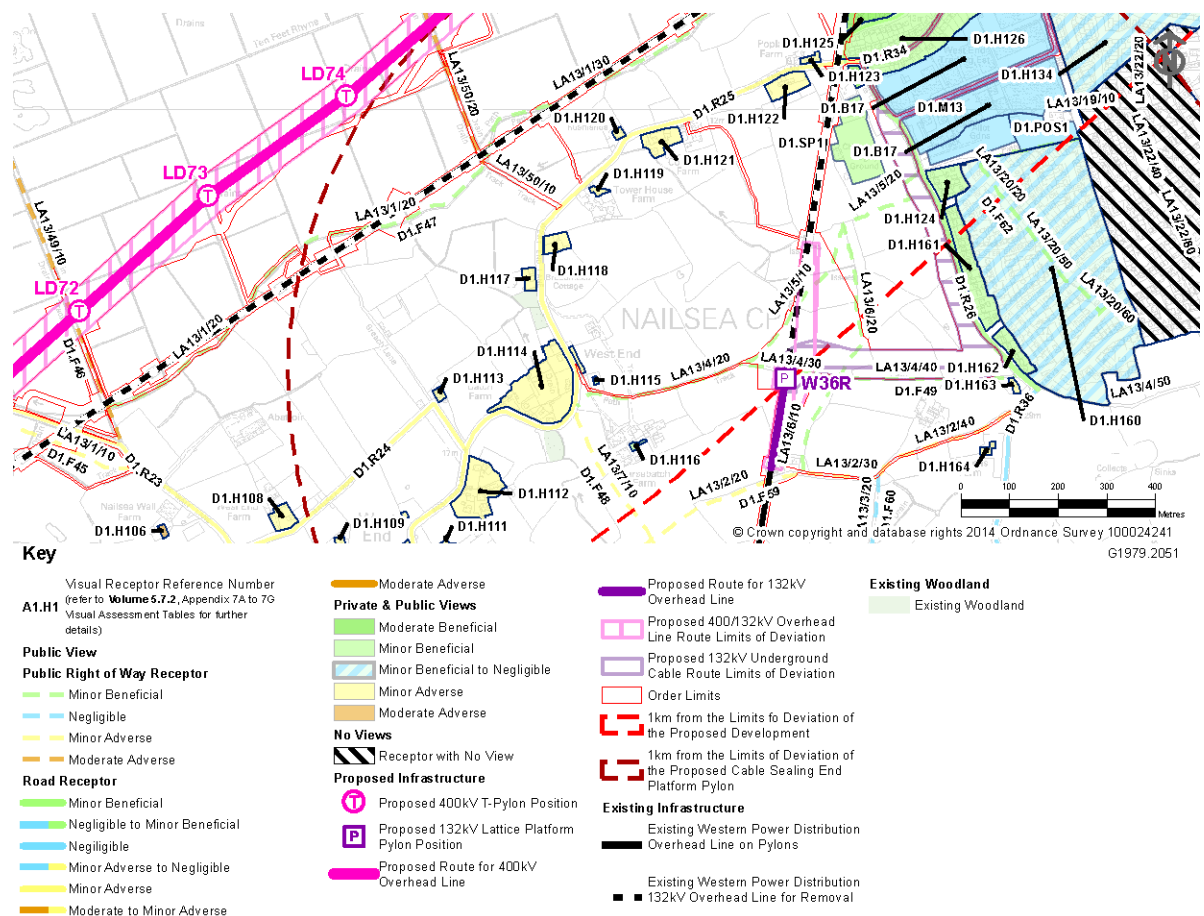 Ten Feet Rhyne
Drains
LD74
LA13/50/20
LA13/1/30
D1.H125
D1.R34
D1.H126
D1.H123
D1.H134
LA13/22/20
D1.R25
D1.B17
LA13/19/10
D1.H120
D1.H122
D1.M13
D1.SP1
D1.POS1
LA13/22/40
D1.B17
LD73
D1.H121
LA13/50/10
D1.H119
Tower House
Farm
LA13/5/20
LA13/20/20
LA13/1/20
D1.F47
D1.H124
D1.F62
LA13/22/80
LA13/49/10
D1.H161
LA13/20/50
D1.H118
Cottage
D1.H117
LD72
LA13/5/10
LA13/6/20
D1.R26
LA13/20/60
NAILSEA C
LA13/1/20
D1.F46
D1.H114
West End
LA13/4/20
LA13/4/30
LA13/4/40
D1.H162
D1.H113
D1.H115
W36R
P
D1.F49
D1.H163
LA13/4/50
D1.R36
D1.H160
LA13/1/10
D1.F45
D1.R23
D1.R24
LA13/6/10
LA13/2/40
LA13/7/10
D1.H116
D1.F48
LA13/2/20
D1.F59
LA13/2/30
D1.H164
LA13/3/20
D1.F60
Nailsea Wall
Farm
D1.H108
D1.H112
D1.H106
D1.H109
D1.H111
End
0 100 200 300 400
Metres
© Crown copyright and database rights 2014 Ordnance Survey 100024241
G1979.2051
Key
A1.H1
Visual Receptor Reference Number
(refer to Volume 5.7.2, Appendix 7A to 7G
Visual Assessment Tables for further
details)
Public View
Public Right of Way Receptor
Minor Beneficial
Negligible
Minor Adverse
Moderate Adverse
Road Receptor
Minor Beneficial
Negligible to Minor Beneficial
Negiligible
Minor Adverse to Negligible
Minor Adverse
Moderate to Minor Adverse
Moderate Adverse
Private & Public Views
Moderate Beneficial
Minor Beneficial
Minor Beneficial to Negligible
Minor Adverse
Moderate Adverse
No Views
Receptor with No View
Proposed Infrastructure
T Proposed 400kV T-Pylon Position
P Proposed 132kV Lattice Platform
Pylon Position
Proposed Route for 400kV
Overhead Line
Proposed Route for 132kV
Overhead Line
Proposed 400/132kV Overhead
Line Route Limits of Deviation
Proposed 132kV Underground
Cable Route Limits of Deviation
Order Limits
1km from the Limits fo Deviation of
the Proposed Development
1km from the Limits of Deviation of
the Proposed Cable Sealing End
Platform Pylon
Existing Infrastructure
Existing Western Power Distribution
Overhead Line on Pylons
Existing Western Power Distribution
132kV Overhead Line for Removal
Existing Woodland
Existing Woodland